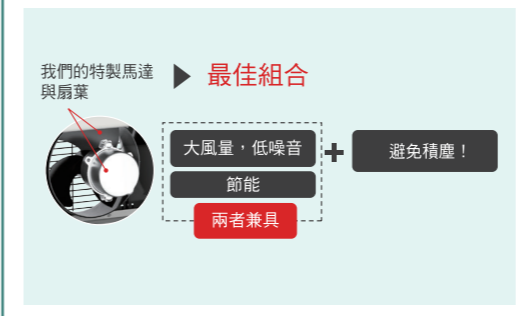 我們的特製馬達
與扇葉
最佳組合
大風量，低噪音
節能
兩者兼具
避免積塵！